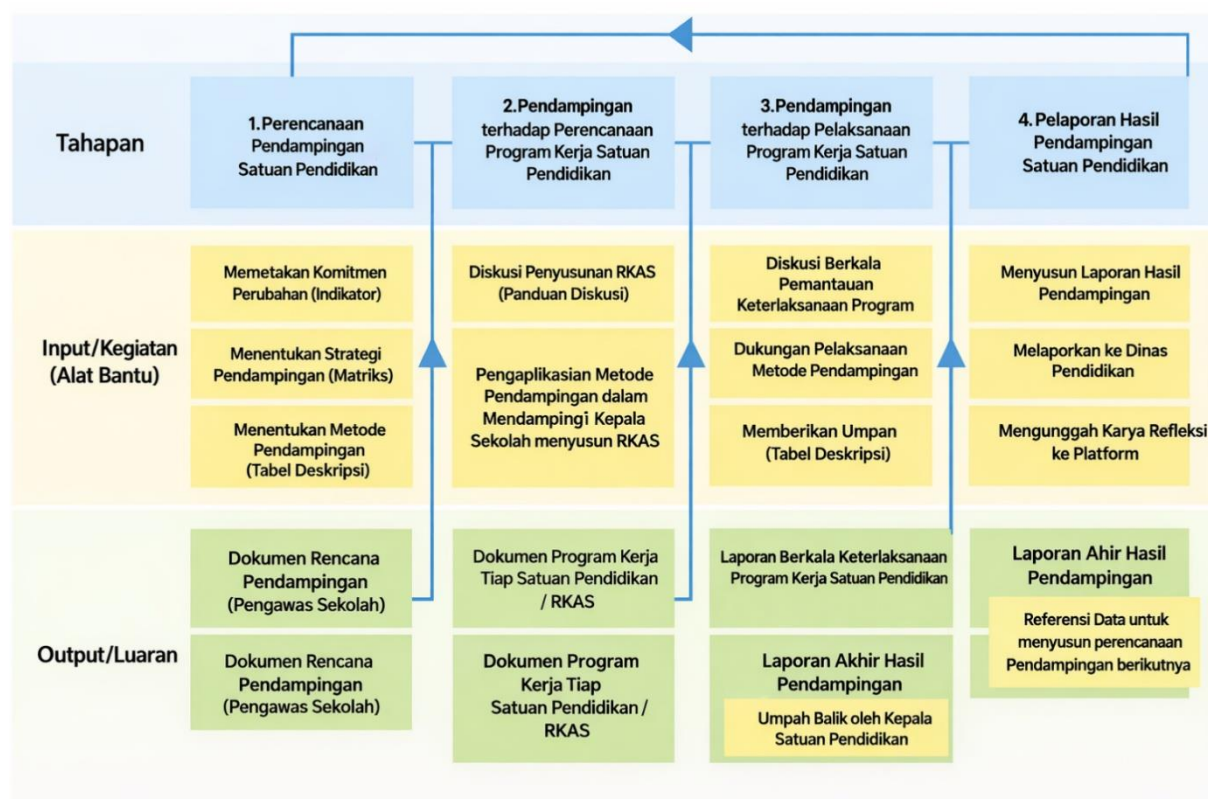 Tahapan
1.Perencanaan
Pendampingan
Satuan Pendidikan
2.Pendampingan
terhadap Perencanaan
Program Kerja Satuan
Pendidikan
3.Pendampingan
terhadap Pelaksanaan
Program Kerja Satuan
Pendidikan
4.Pelaporan Hasil
Pendampingan
Satuan Pendidikan
Input/Kegiatan
(Alat Bantu)
Memetakan Komitmen
Perubahan (Indikator)
Menentukan Strategi
Pendampingan (Matriks)
Menentukan Metode
Pendampingan
(Tabel Deskripsi)
Diskusi Penyusunan RKAS
(Panduan Diskusi)
Pengaplikasian Metode
Pendampingan dalam
Mendampingi Kepala
Sekolah menyusun RKAS
Diskusi Berkala
Pemantauan
Keterlaksanaan Program
Dukungan Pelaksanaan
Metode Pendampingan
Memberikan Umpan
(Tabel Deskripsi)
Menyusun Laporan Hasil
Pendampingan
Melaporkan ke Dinas
Pendidikan
Mengunggah Karya Refleksi
ke Platform
Output/Luaran
Dokumen Rencana
Pendampingan
(Pengawas Sekolah)
Dokumen Rencana
Pendampingan
(Pengawas Sekolah)
Dokumen Program Kerja
Tiap Satuan Pendidikan
/ RKAS
Dokumen Program
Kerja Tiap
Satuan Pendidikan /
RKAS
Laporan Berkala Keterlaksanaan
Program Kerja Satuan Pendidikan
Laporan Akhir Hasil
Pendampingan
Umpah Balik oleh Kepala
Satuan Pendidikan
Laporan Ahir Hasil
Pendampingan
Referensi Data untuk
menyusun perencanaan
Pendampingan berikutnya